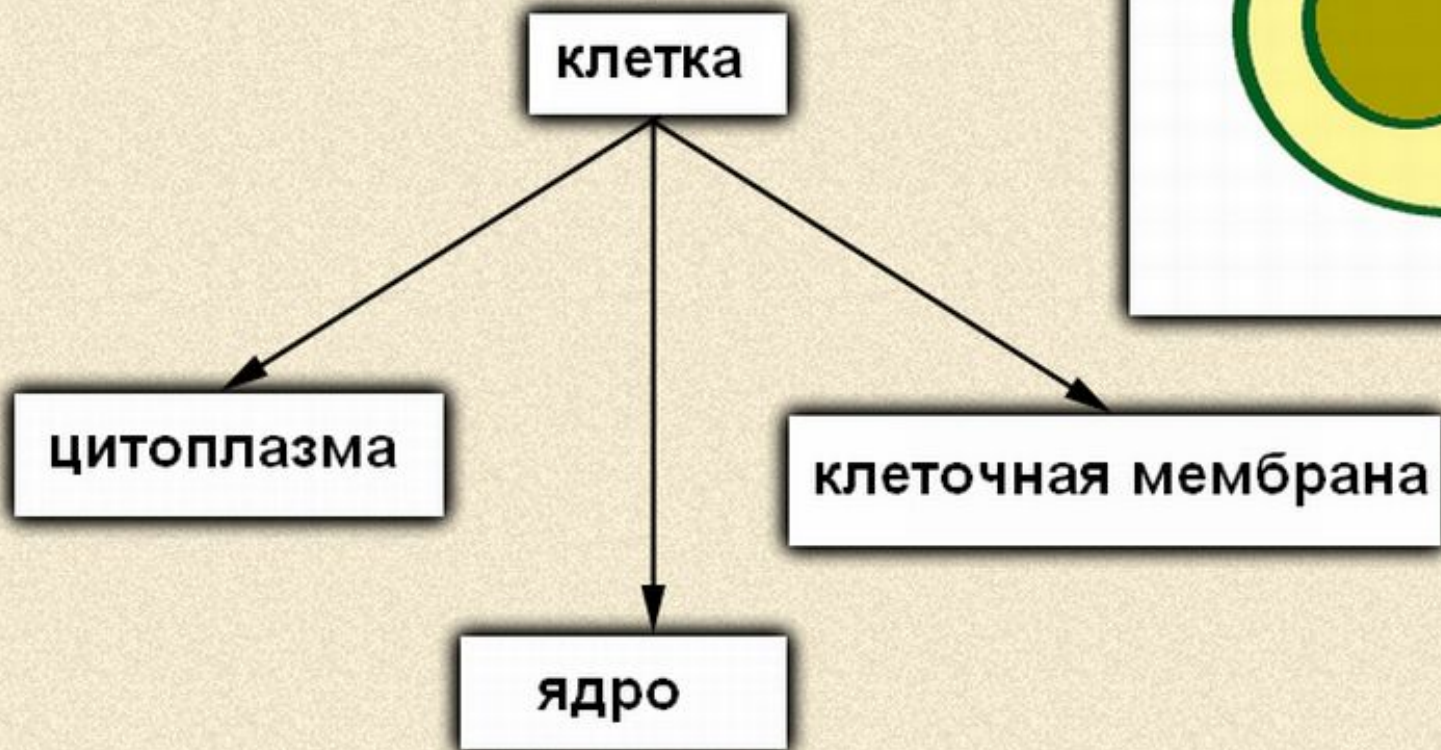 клетка
цитоплазма
клеточная мембрана
ядро